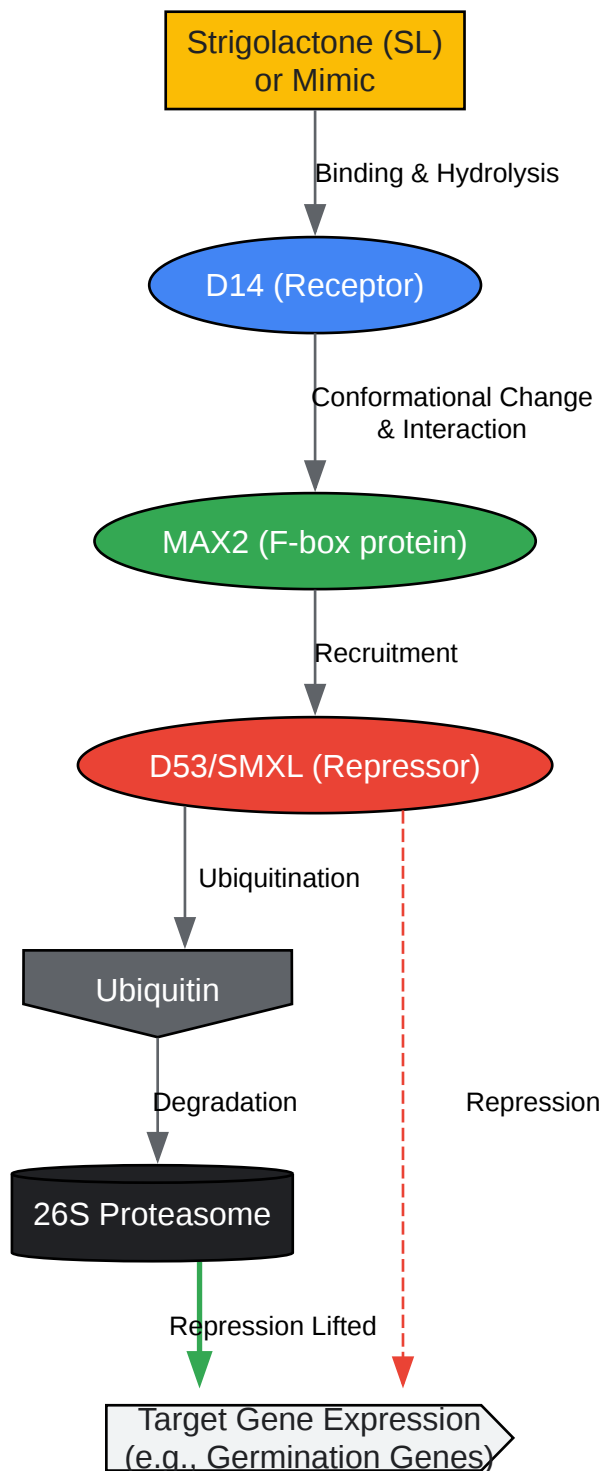 Strigolactone (SL)
or Mimic
Binding & Hydrolysis
D14 (Receptor)
Conformational Change
& Interaction
MAX2 (F-box protein)
Recruitment
D53/SMXL (Repressor)
Ubiquitination
Ubiquitin
Degradation
Repression
26S Proteasome
Repression Lifted
Target Gene Expression
(e.g., Germination Genes)